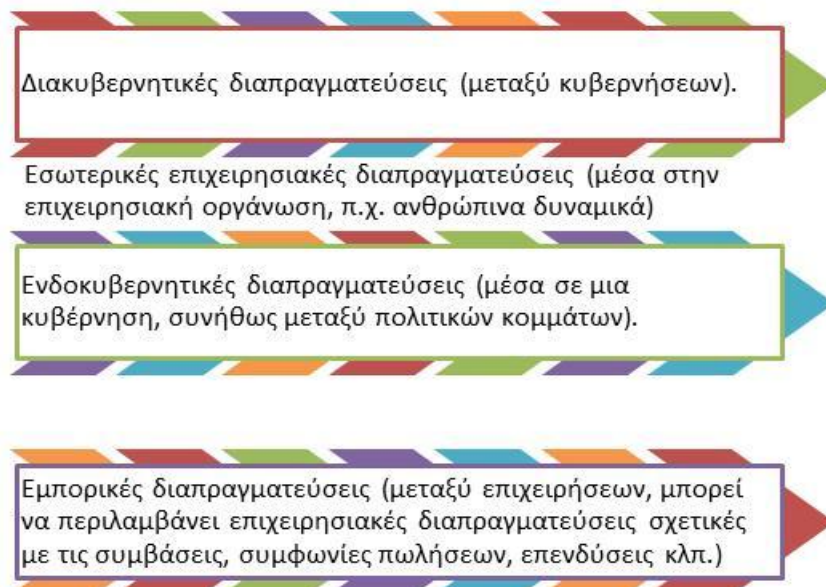 Διακυβερνητικές διαπραγματεύσεις (μεταξύ κυβερνήσεων).
Εσωτερικές επιχειρησιακές διαπραγματεύσεις (μέσα στην
επιχειρησιακή οργάνωση, π.χ. ανθρώπινα δυναμικά)
Ενδοκυβερνητικές διαπραγματεύσεις (μέσα σε μια
κυβέρνηση, συνήθως μεταξύ πολιτικών κομμάτων).
Εμπορικές διαπραγματεύσεις (μεταξύ επιχειρήσεων, μπορεί
να περιλαμβάνει επιχειρησιακές διαπραγματεύσεις σχετικές
με τις συμβάσεις, συμφωνίες πωλήσεων, επενδύσεις κλπ.)